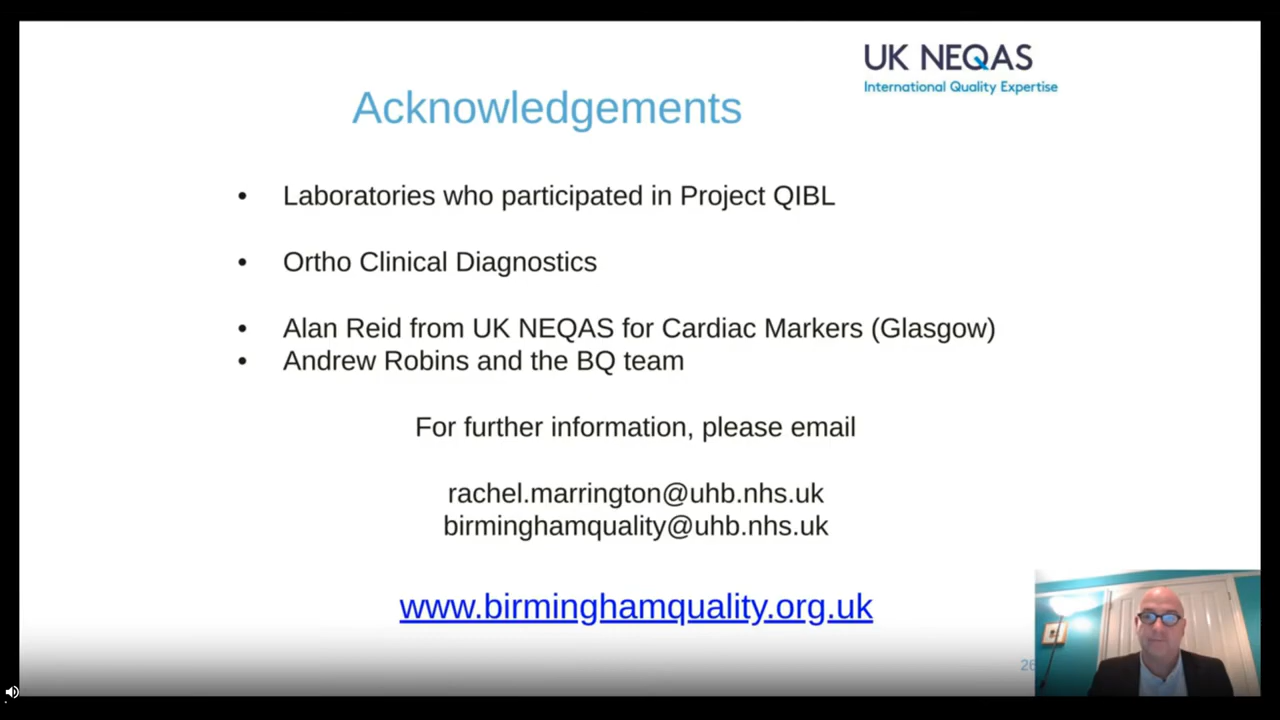 UK NEQAS
International Quality Expertise
Acknowledgements
• Laboratories who participated in Project QIBL
• Ortho Clinical Diagnostics
• Alan Reid from UK NEQAS for Cardiac Markers (Glasgow)
• Andrew Robins and the BQ team
For further information, please email
rachel.marrington@uhb.nhs.uk
birminghamquality@uhb.nhs.uk
www.birminghamquality.org.uk
26